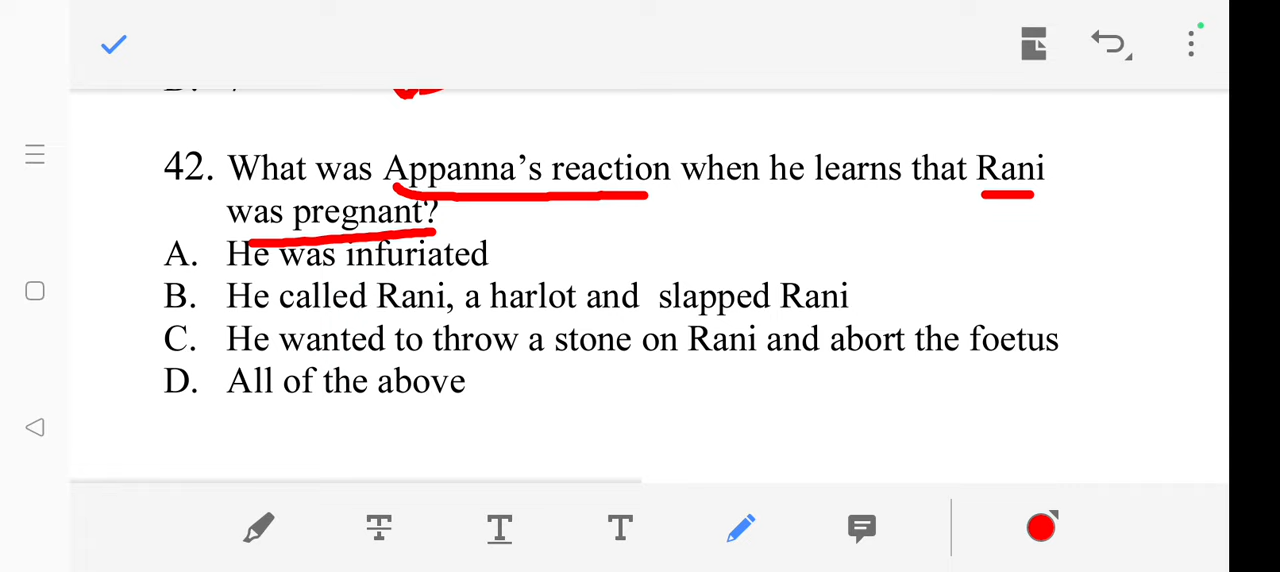 42. What was Appanna's reaction when he learns that Rani
was pregnant?
A. He was infuriated
B. He called Rani, a harlot and slapped Rani
C. He wanted to throw a stone on Rani and abort the foetus
D. All of the above
T T T